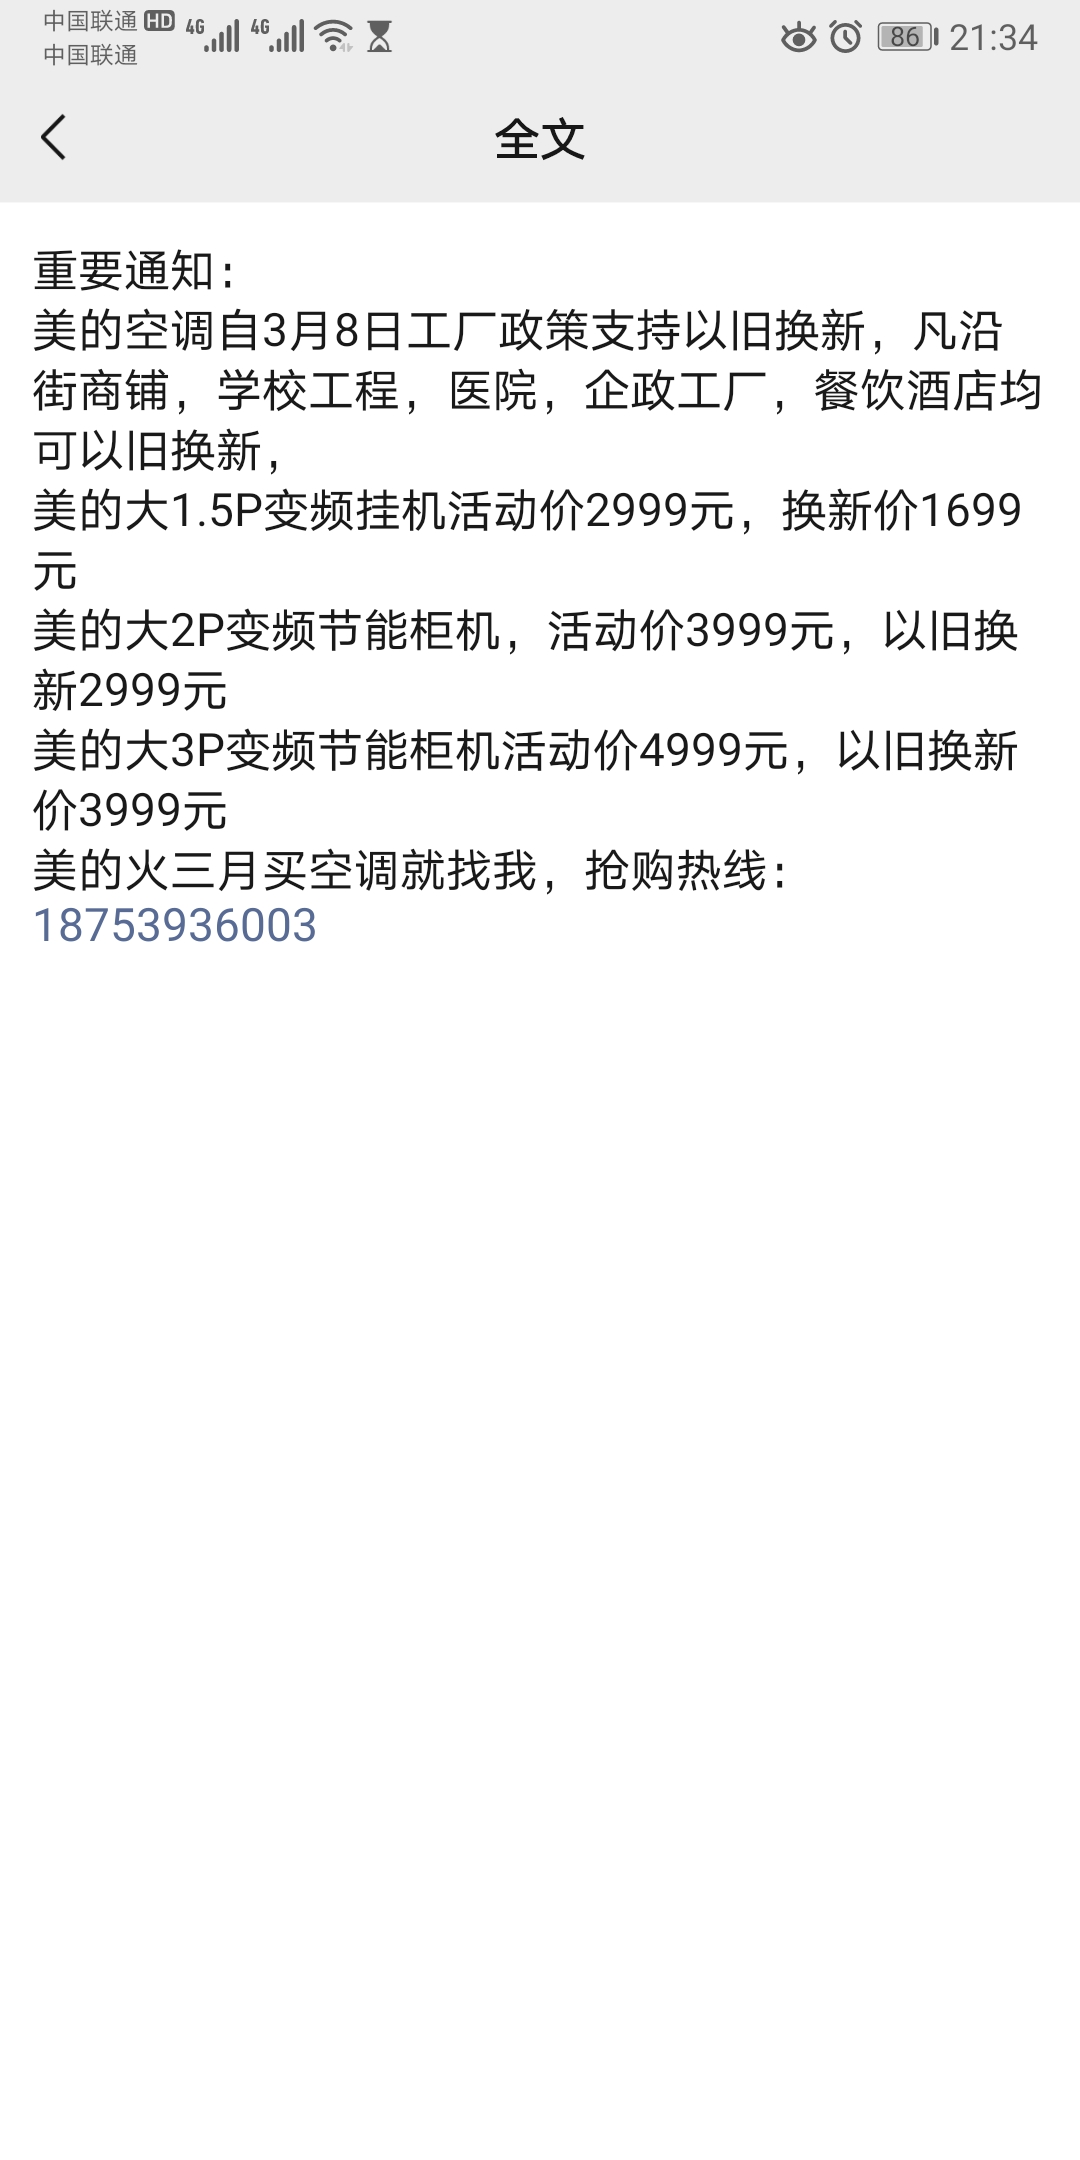 中国联通 HD 4G 4G 86 21:34
中国联通
全文
重要通知：
美的空调自3月8日工厂政策支持以旧换新，凡沿
街商铺，学校工程，医院，企政工厂，餐饮酒店均
可以旧换新，
美的大1.5P变频挂机活动价2999元，换新价1699
元
美的大2P变频节能柜机，活动价3999元，以旧换
新2999元
美的大3P变频节能柜机活动价4999元，以旧换新
价3999元
美的火三月买空调就找我，抢购热线：
18753936003